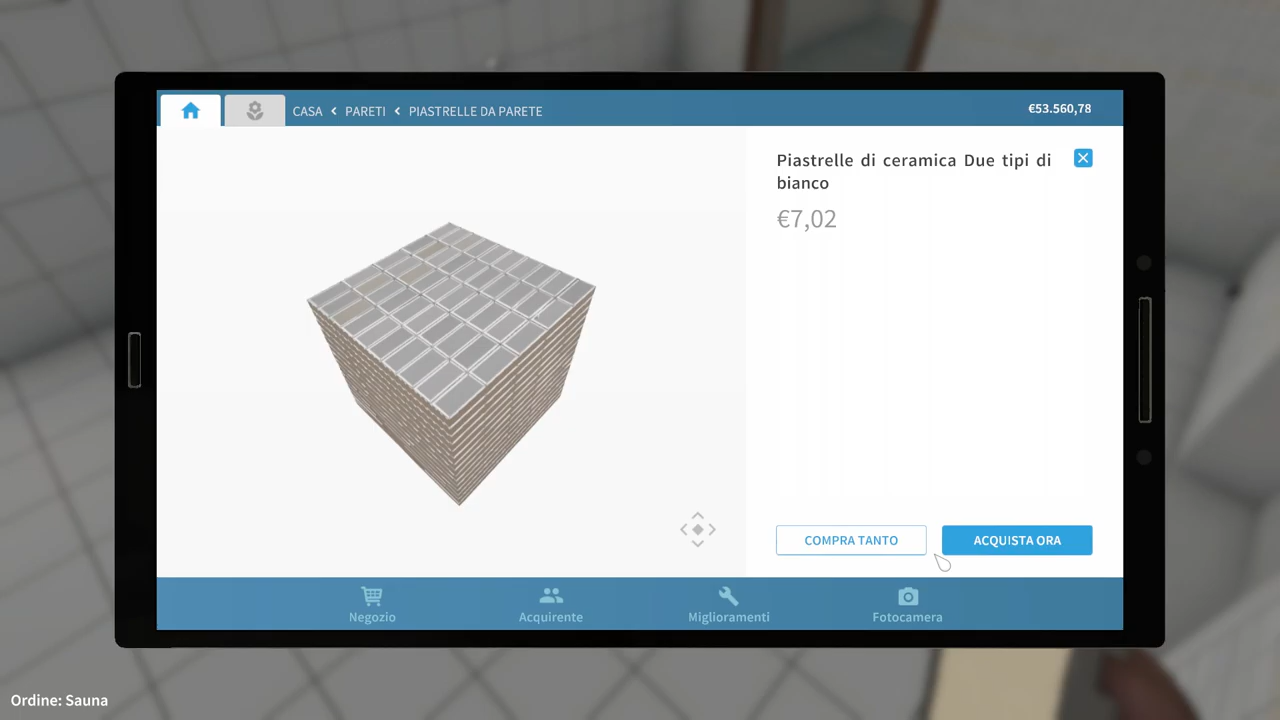 CASA < PARETI < PIASTRELLE DA PARETE
€53.560,78
Piastrelle di ceramica Due tipi di
bianco
€7,02
COMPRA TANTO
ACQUISTA ORA
Negozio
Acquirente
Miglioramenti
Fotocamera
Ordine: Sauna